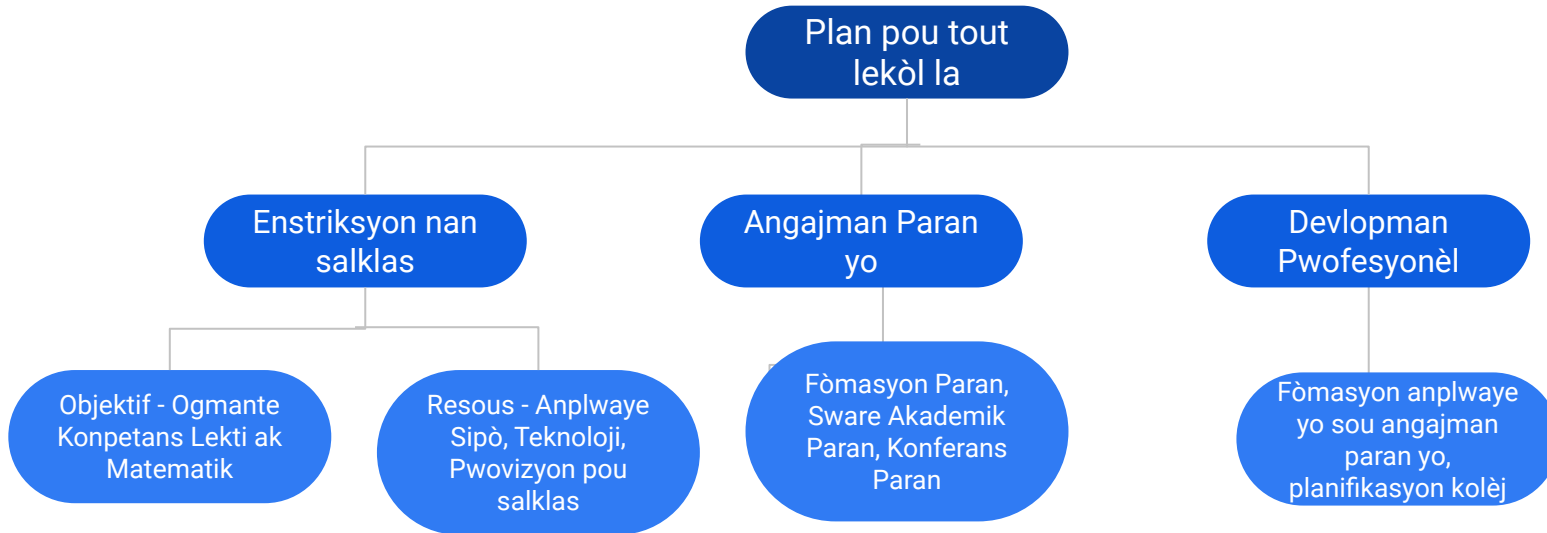 Plan pou tout
lekòl la
Enstriksyon nan
salklas
Angajman Paran
yo
Devlopman
Pwofesyonèl
Objektif - Ogmante
Konpetans Lekti ak
Matematik
Resous - Anplwaye
Sipò, Teknoloji,
Pwovizyon pou
salklas
Fòmasyon Paran,
Sware Akademik
Paran, Konferans
Paran
Fòmasyon anplwaye
yo sou angajman
paran yo,
planifikasyon kolèj